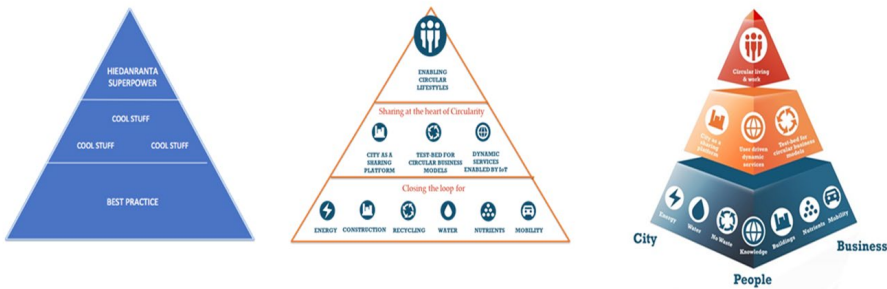 HIEDANRANTA
SUPERPOWER
COOL STUFF
COOL STUFF COOL STUFF
BEST PRACTICE
ENABLING
CIRCULAR
LIFESTYLES
Sharing at the heart of Circularity
CITY AS A
SHARING
PLATFORM
TEST-BED FOR
CIRCULAR BUSINESS
MODELS
DYNAMIC
SERVICES
ENABLED BY IoT
Closing the loop for
ENERGY CONSTRUCTION RECYCLING WATER NUTRIENTS MOBILITY
Circular living
& work
City as a
sharing
platform
User driven
dynamic
services
Test-bed for
circular business
models
Energy Water No Waste Knowledge Buildings Nutrients Mobility
City
People
Business